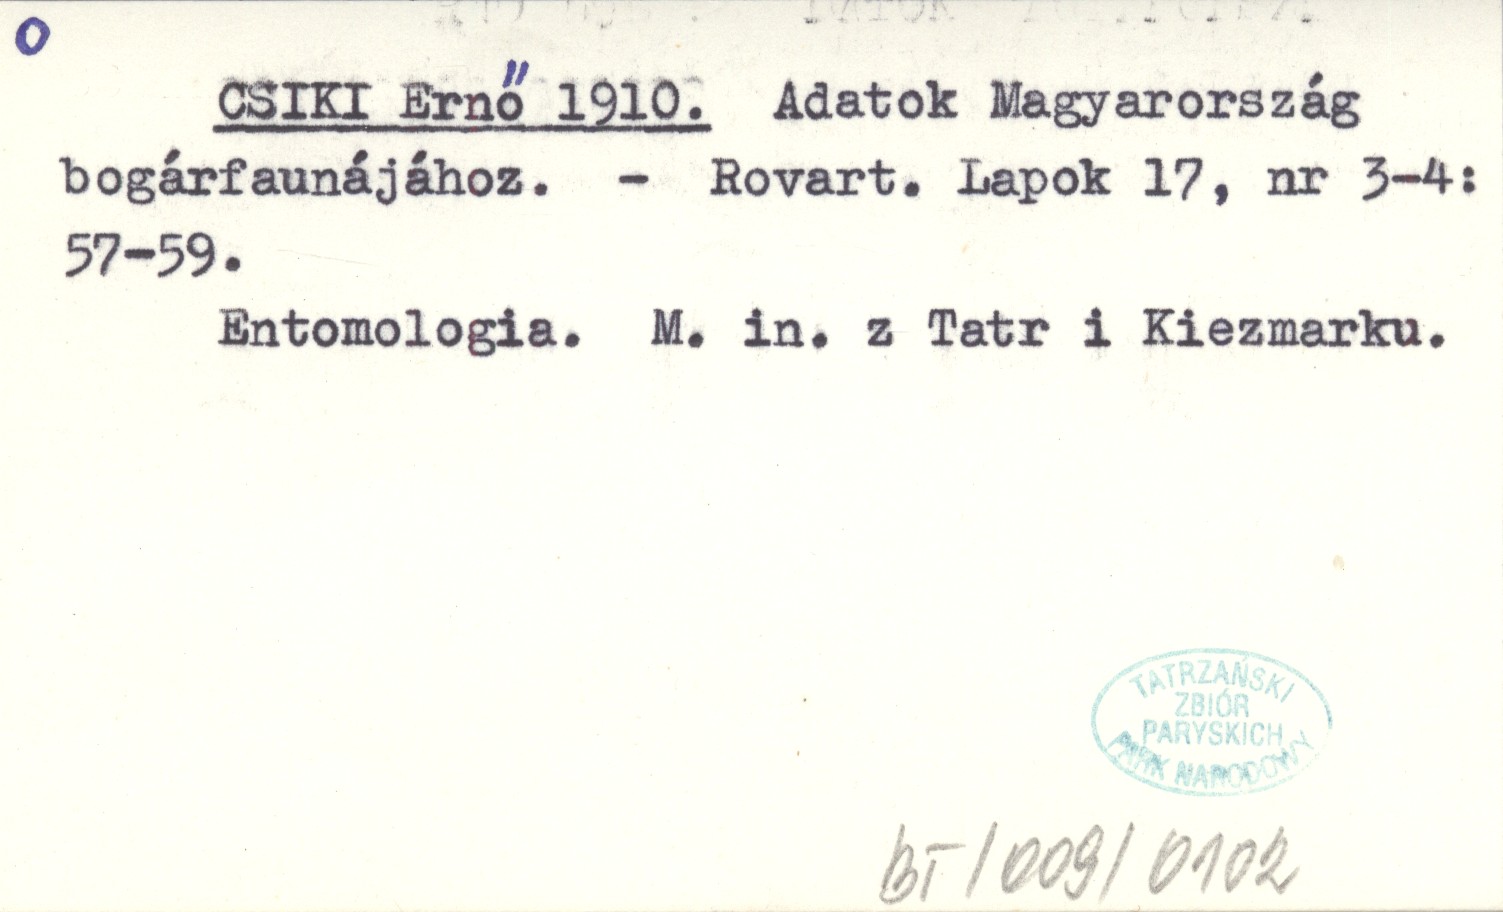 O
CSIKI Ernő 1910. Adatok Magyarország
bogárfaunájához. - Rovart. Lapok 17, nr 3-4:
57-59.
Entomologia. M. in. z Tatr i Kiezmarku.
TATRZAŃSKI
ZBIÓR
PARYSKICH
PARK NARODOWY
BT/009/0102